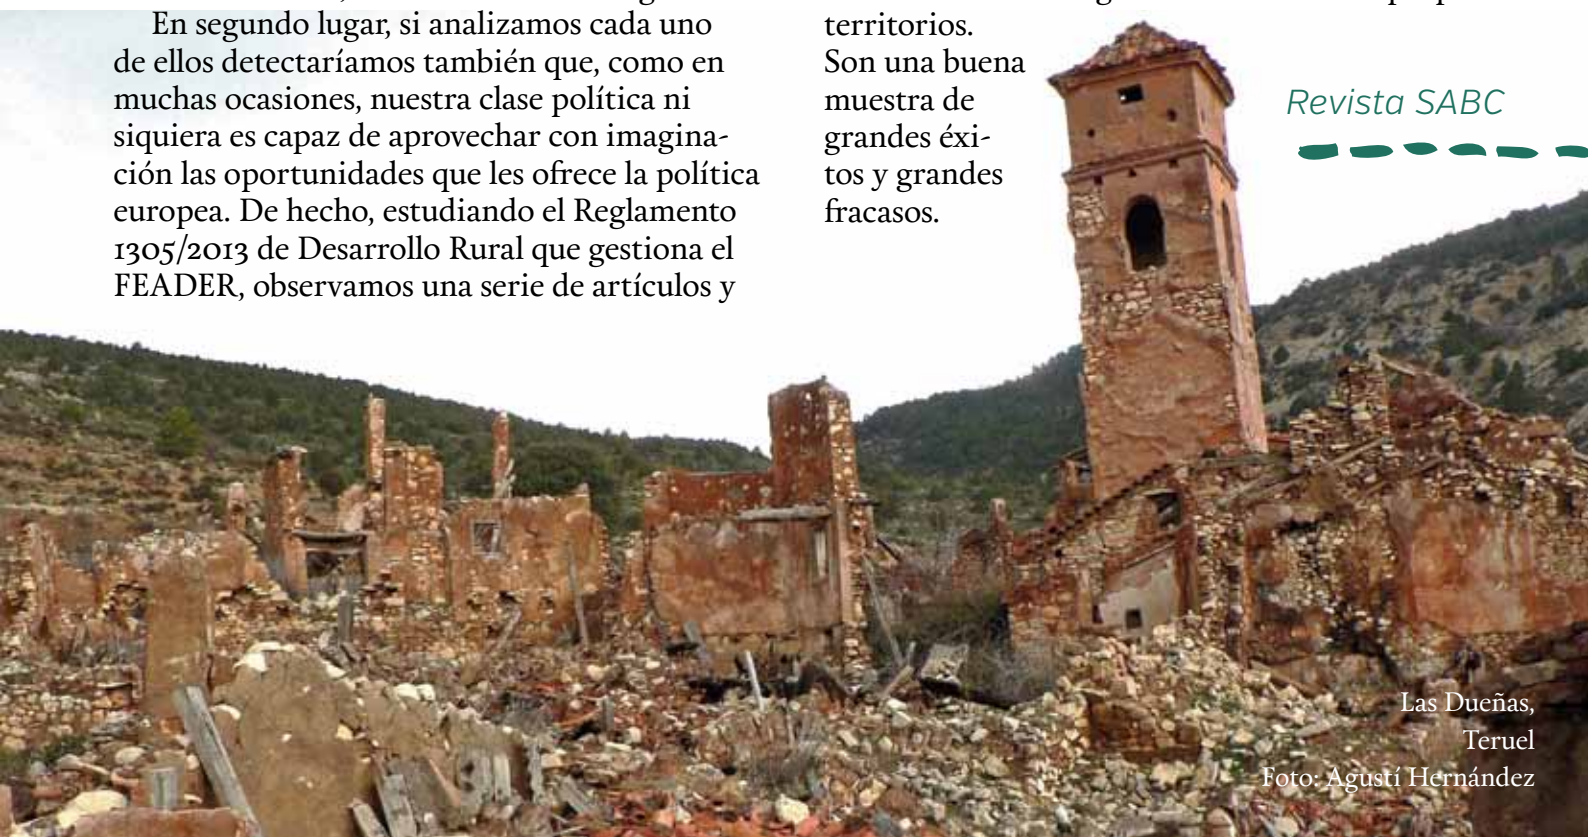 En segundo lugar, si analizamos cada uno
de ellos detectaríamos también que, como en
muchas ocasiones, nuestra clase política ni
siquiera es capaz de aprovechar con imagina-
ción las oportunidades que les ofrece la política
europea. De hecho, estudiando el Reglamento
1305/2013 de Desarrollo Rural que gestiona el
FEADER, observamos una serie de artículos y
territorios.
Son una buena
muestra de
grandes éxi-
tos y grandes
fracasos.
Revista SABC
Las Dueñas,
Teruel
Foto: Agustí Hernández